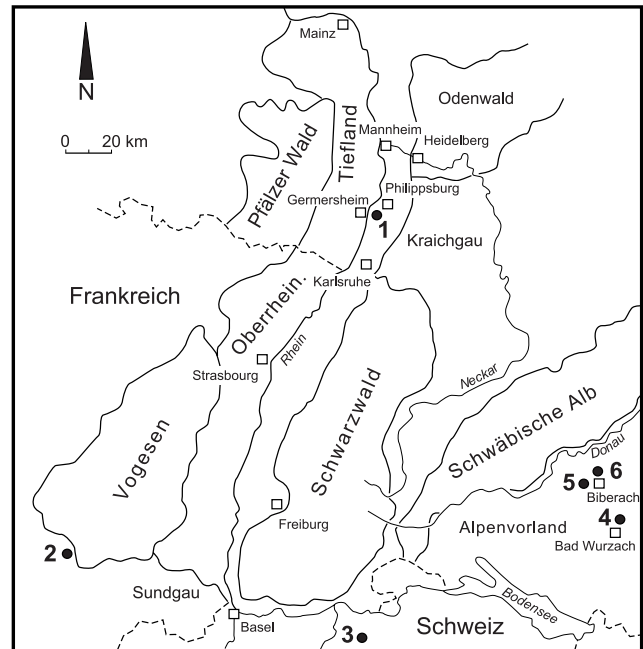 Mainz
N
0 20 km
Odenwald
Mannheim
Heidelberg
Pfälzer Wald
Tiefland
Philippsburg
Germersheim
1
Kraichgau
Karlsruhe
Frankreich
Oberrhein.
Rhein
Strasbourg
Neckar
Schwäbische Alb
Vogesen
Schwarzwald
Donau
6
5
Biberach
Freiburg
4
Alpenvorland
2
Bad Wurzach
Sundgau
Bodensee
Basel
3
Schweiz